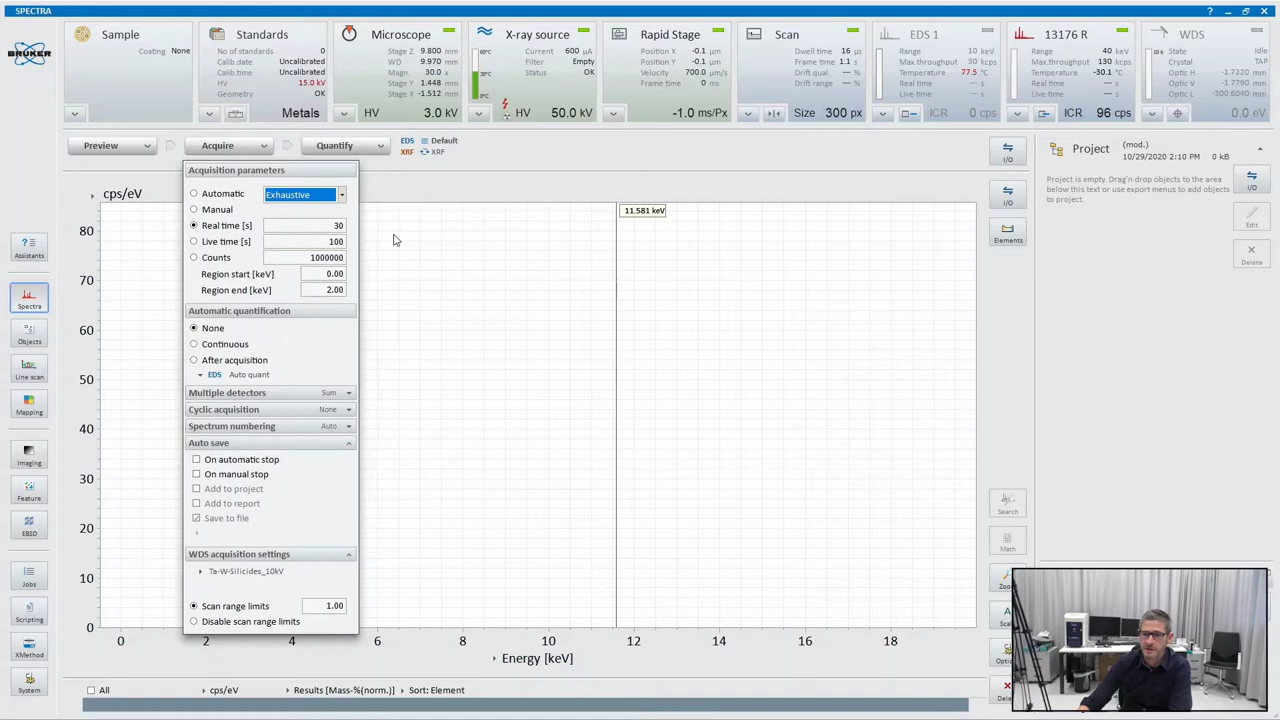 SPECTRA
BRUKER
Sample
Coating None
Standards
No of standards
Calib.date Uncalibrated
Calib.time Uncalibrated
HV 15.0 kV
Geometry OK
Metals
Microscope
Stage Z 9.800 mm
WD 9.970 mm
Magn. 30.0 x
Stage Y 1.448 mm
Stage X -1.512 mm
HV 3.0 kV
X-ray source
60°C
30°C
0°C
Current 600 µA
Filter Empty
Status OK
HV 50.0 kV
Rapid Stage
Position X -0.1 µm
Position Y -0.1 µm
Velocity 700.0 µm/s
Frame time 0 ms
-1.0 ms/Px
Scan
Dwell time 16 µs
Frame time 1.1 s
Drift qual. --- %
Drift range --- %
Size 300 px
EDS 1
Range 10 keV
Max.throughput 30 kcps
Temperature 77.5 °C
Real time --- s
Live time --- s
ICR 0 cps
13176 R
Range 40 keV
Max.throughput 130 kcps
Temperature -30.1 °C
Real time --- s
Live time --- s
ICR 96 cps
WDS
10 k
State Idle
Crystal TAP
Optic H -1.7220 mm
Optic V -1.7790 mm
Optic L -300.6040 mm
0.0 eV
Preview
Acquire
Quantify
EDS Default
XRF XRF
Acquisition parameters
Automatic Exhaustive
Manual
Real time [s] 30
Live time [s] 100
Counts 1000000
Region start [keV] 0.00
Region end [keV] 2.00
Automatic quantification
None
Continuous
After acquisition
EDS Auto quant
Multiple detectors Sum
Cyclic acquisition None
Spectrum numbering Auto
Auto save
On automatic stop
On manual stop
Add to project
Add to report
Save to file
WDS acquisition settings
Ta-W-Silicides_10kV
Scan range limits 1.00
Disable scan range limits
cps/eV
80
70
60
50
40
30
20
10
0
11.581 keV
0 2 4 6 8 10 12 14 16 18
Energy [keV]
All
cps/eV
Results [Mass-%(norm.)]
Sort: Element
Assistants
Spectra
Objects
Line scan
Mapping
Imaging
Feature
EBSD
Jobs
Scripting
XMethod
System
I/O
I/O
Elements
Search
Math
Project
(mod.)
10/29/2020 2:10 PM 0 kB
Project is empty. Drag'n drop objects to the area
below this text or use export menus to add objects
to project.
I/O
Edit
Delete